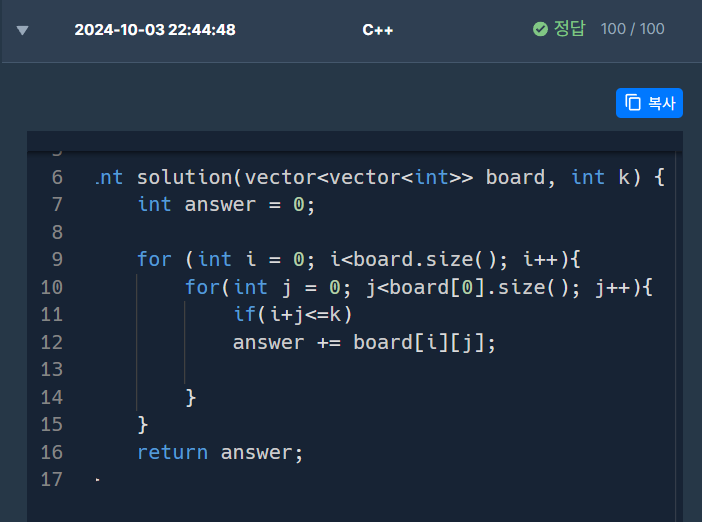 2024-10-03 22:44:48 C++ 정답 100 / 100
복사
6 int solution(vector<vector<int>> board, int k) {
7 int answer = 0;
8
9 for (int i = 0; i<board.size(); i++){
10 for(int j = 0; j<board[0].size(); j++){
11 if(i+j<=k)
12 answer += board[i][j];
13
14 }
15 }
16 return answer;
17